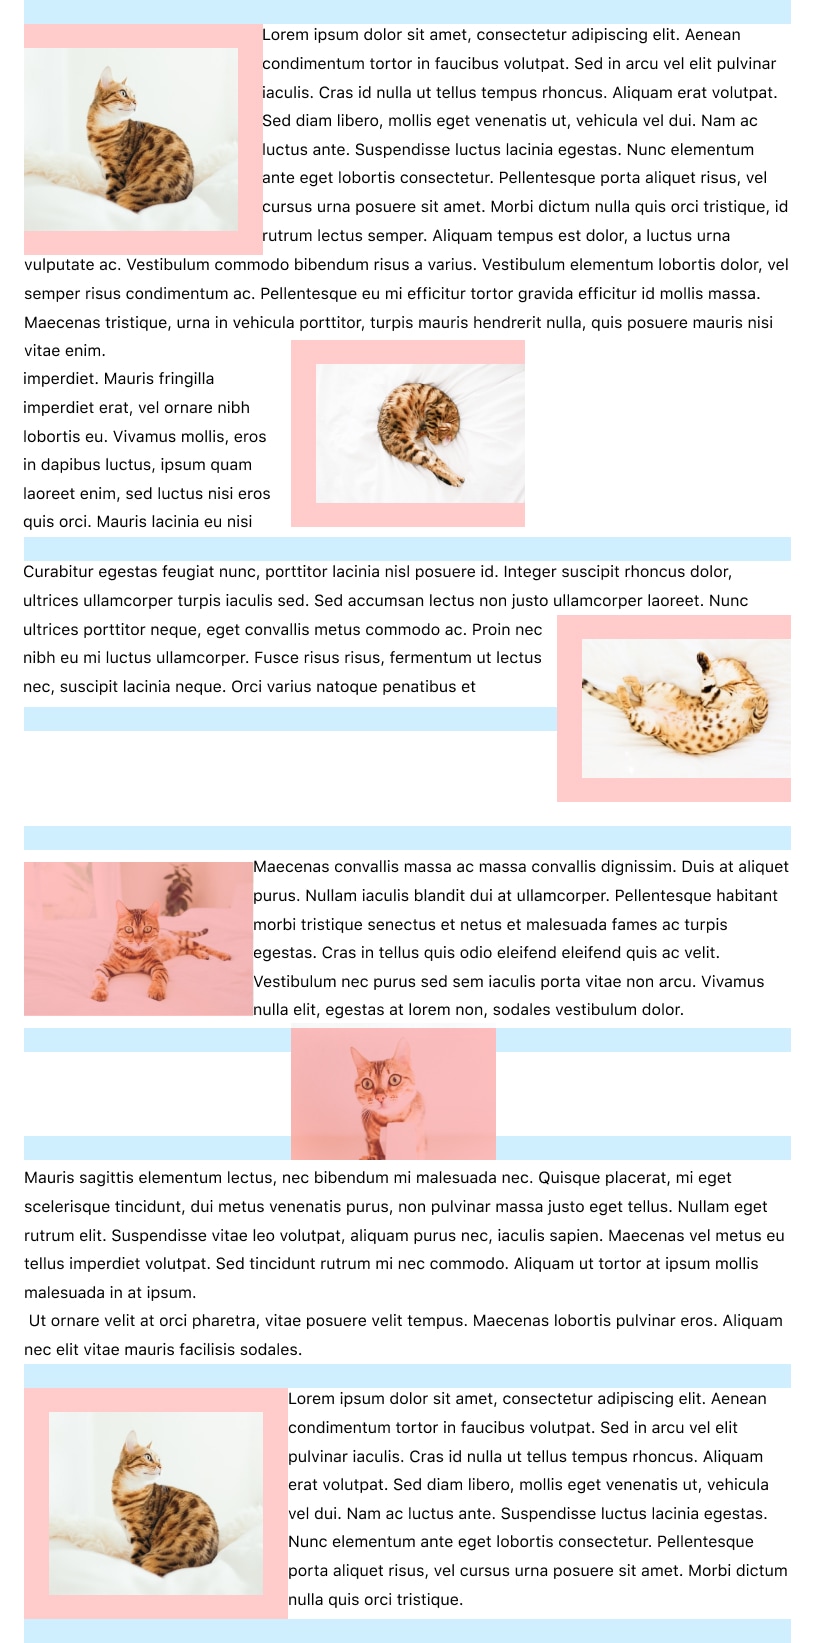 Lorem ipsum dolor sit amet, consectetur adipiscing elit. Aenean
condimentum tortor in faucibus volutpat. Sed in arcu vel elit pulvinar
iaculis. Cras id nulla ut tellus tempus rhoncus. Aliquam erat volutpat.
Sed diam libero, mollis eget venenatis ut, vehicula vel dui. Nam ac
luctus ante. Suspendisse luctus lacinia egestas. Nunc elementum
ante eget lobortis consectetur. Pellentesque porta aliquet risus, vel
cursus urna posuere sit amet. Morbi dictum nulla quis orci tristique, id
rutrum lectus semper. Aliquam tempus est dolor, a luctus urna
vulputate ac. Vestibulum commodo bibendum risus a varius. Vestibulum elementum lobortis dolor, vel
semper risus condimentum ac. Pellentesque eu mi efficitur tortor gravida efficitur id mollis massa.
Maecenas tristique, urna in vehicula porttitor, turpis mauris hendrerit nulla, quis posuere mauris nisi
vitae enim.
imperdiet. Mauris fringilla
imperdiet erat, vel ornare nibh
lobortis eu. Vivamus mollis, eros
in dapibus luctus, ipsum quam
laoreet enim, sed luctus nisi eros
quis orci. Mauris lacinia eu nisi
Curabitur egestas feugiat nunc, porttitor lacinia nisl posuere id. Integer suscipit rhoncus dolor,
ultrices ullamcorper turpis iaculis sed. Sed accumsan lectus non justo ullamcorper laoreet. Nunc
ultrices porttitor neque, eget convallis metus commodo ac. Proin nec
nibh eu mi luctus ullamcorper. Fusce risus risus, fermentum ut lectus
nec, suscipit lacinia neque. Orci varius natoque penatibus et
Maecenas convallis massa ac massa convallis dignissim. Duis at aliquet
purus. Nullam iaculis blandit dui at ullamcorper. Pellentesque habitant
morbi tristique senectus et netus et malesuada fames ac turpis
egestas. Cras in tellus quis odio eleifend eleifend quis ac velit.
Vestibulum nec purus sed sem iaculis porta vitae non arcu. Vivamus
nulla elit, egestas at lorem non, sodales vestibulum dolor.
Mauris sagittis elementum lectus, nec bibendum mi malesuada nec. Quisque placerat, mi eget
scelerisque tincidunt, dui metus venenatis purus, non pulvinar massa justo eget tellus. Nullam eget
rutrum elit. Suspendisse vitae leo volutpat, aliquam purus nec, iaculis sapien. Maecenas vel metus eu
tellus imperdiet volutpat. Sed tincidunt rutrum mi nec commodo. Aliquam ut tortor at ipsum mollis
malesuada in at ipsum.
Ut ornare velit at orci pharetra, vitae posuere velit tempus. Maecenas lobortis pulvinar eros. Aliquam
nec elit vitae mauris facilisis sodales.
Lorem ipsum dolor sit amet, consectetur adipiscing elit. Aenean
condimentum tortor in faucibus volutpat. Sed in arcu vel elit
pulvinar iaculis. Cras id nulla ut tellus tempus rhoncus. Aliquam
erat volutpat. Sed diam libero, mollis eget venenatis ut, vehicula
vel dui. Nam ac luctus ante. Suspendisse luctus lacinia egestas.
Nunc elementum ante eget lobortis consectetur. Pellentesque
porta aliquet risus, vel cursus urna posuere sit amet. Morbi dictum
nulla quis orci tristique.